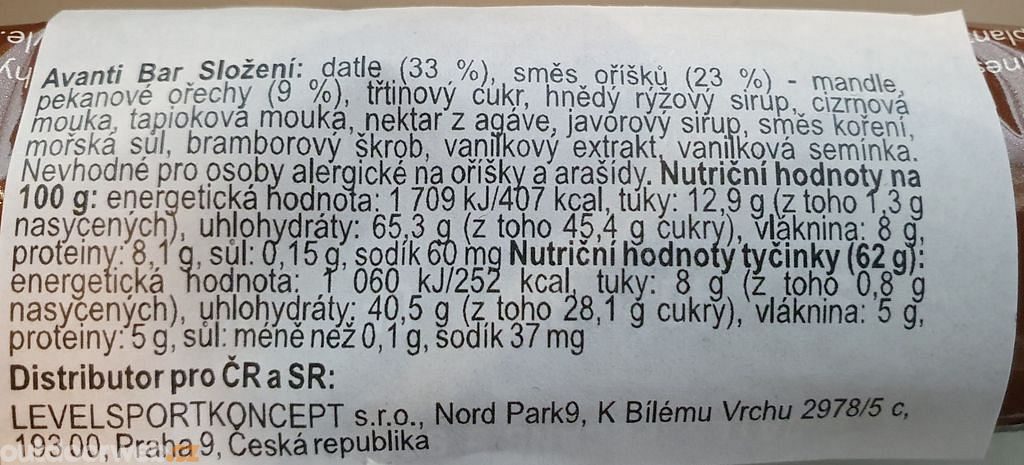 Avanti Bar Složení: datle (33 %), směs oříšků (23 %) - mandle,
pekanové ořechy (9 %), třtinový cukr, hnědý rýžový sirup, cizrnová
mouka, tapioková mouka, nektar z agáve, javorový sirup, směs koření,
mořská sůl, bramborový škrob, vanilkový extrakt, vanilková semínka.
Nevhodné pro osoby alergické na oříšky a arašídy. Nutriční hodnoty na
100 g: energetická hodnota: 1 709 kJ/407 kcal, tuky: 12,9 g (z toho 1,3 g
nasycených), uhlohydráty: 65,3 g (z toho 45,4 g cukry), vláknina: 8 g,
proteiny: 8,1 g, sůl: 0,15 g, sodík 60 mg Nutriční hodnoty tyčinky (62 g):
energetická hodnota: 1 060 kJ/252 kcal, tuky: 8 g (z toho 0,8 g
nasycených), uhlohydráty: 40,5 g (z toho 28,1 g cukry), vláknina: 5 g,
proteiny: 5 g, sůl: méně než 0,1 g, sodík 37 mg
Distributor pro ČR a SR:
LEVELSPORTKONCEPT s.r.o., Nord Park9, K Bílému Vrchu 2978/5 c,
193 00, Praha 9, Česká republika